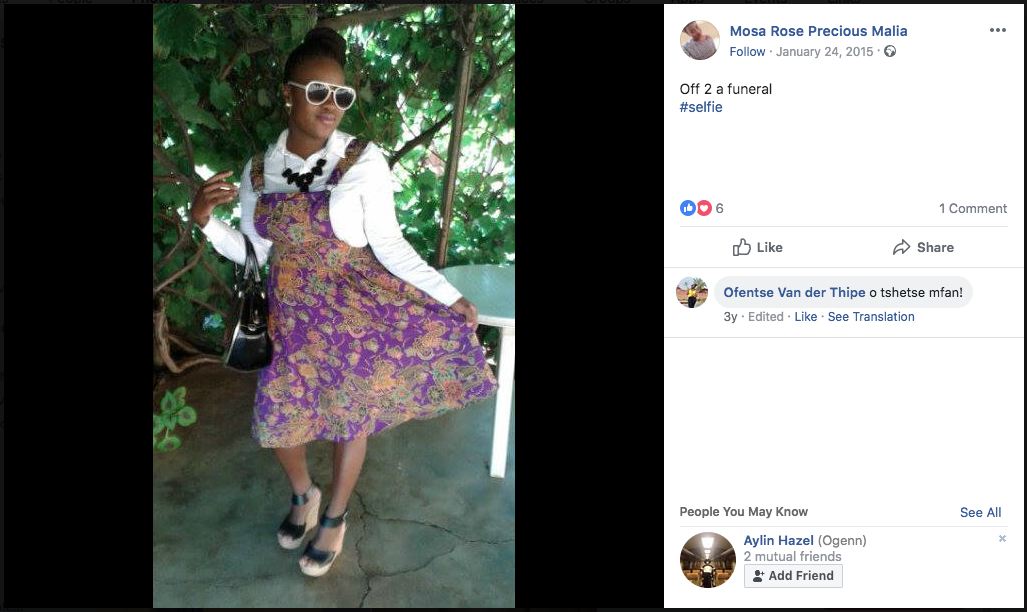 Mosa Rose Precious Malia
Follow · January 24, 2015 ·
Off 2 a funeral
#selfie
6
1 Comment
Like
Share
Ofentse Van der Thipe o tshetse mfan!
3y · Edited · Like · See Translation
People You May Know
See All
Aylin Hazel (Ogenn)
2 mutual friends
Add Friend